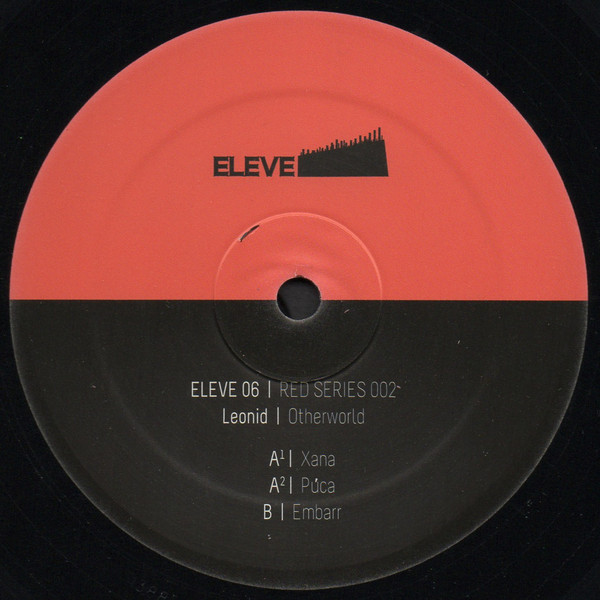 ELEVE
ELEVE 06 | RED SERIES 002
Leonid | Otherworld
A¹ | Xana
A² | Púca
B | Embarr